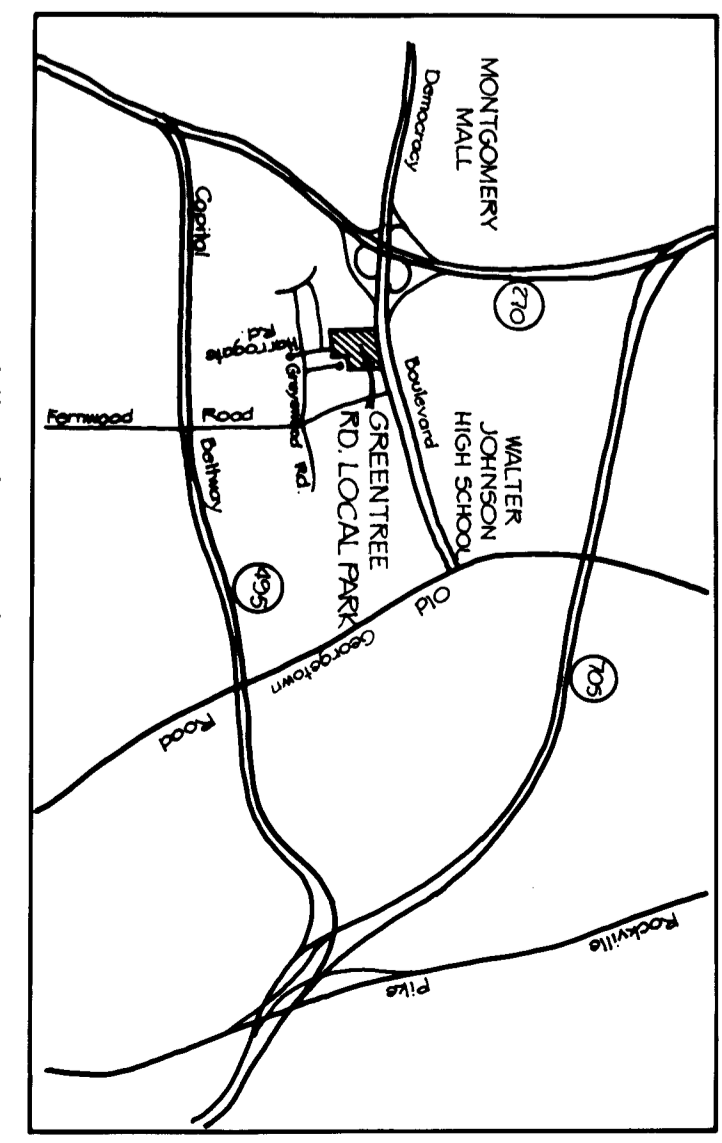 MONTGOMERY
MALL
Democracy
Boulevard
270
WALTER
JOHNSON
HIGH SCHOOL
705
Rockville
Pike
Old
Georgetown
Road
GREENTREE
RD. LOCAL PARK
Harrogate
Rd.
Greyswood Rd.
Fernwood Road
Capital
Beltway
495